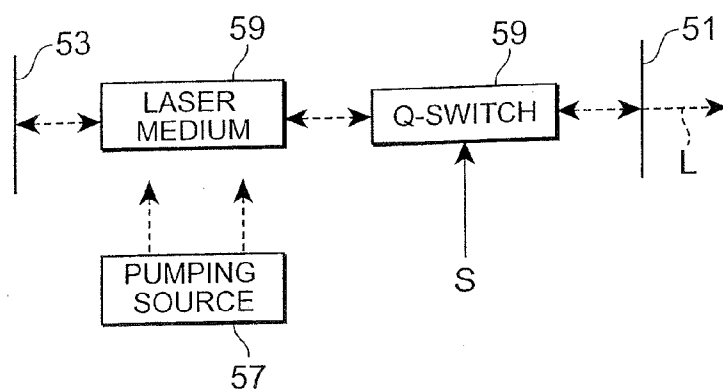 53
59
59
51
LASER
MEDIUM
Q-SWITCH
L
S
PUMPING
SOURCE
57